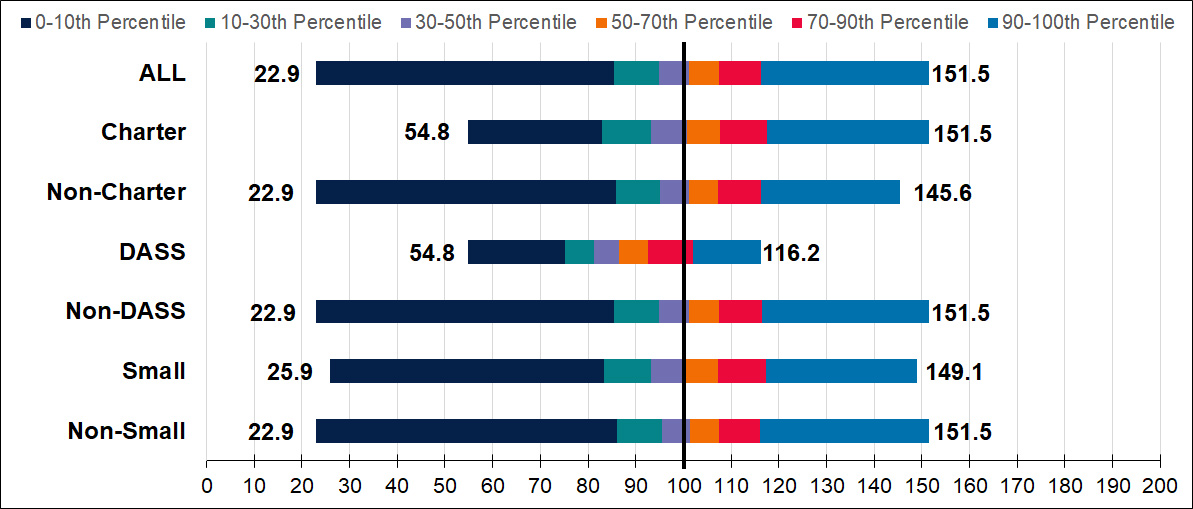 0-10th Percentile 10-30th Percentile 30-50th Percentile 50-70th Percentile 70-90th Percentile 90-100th Percentile
ALL 22.9 151.5
Charter 54.8 151.5
Non-Charter 22.9 145.6
DASS 54.8 116.2
Non-DASS 22.9 151.5
Small 25.9 149.1
Non-Small 22.9 151.5
0 10 20 30 40 50 60 70 80 90 100 110 120 130 140 150 160 170 180 190 200